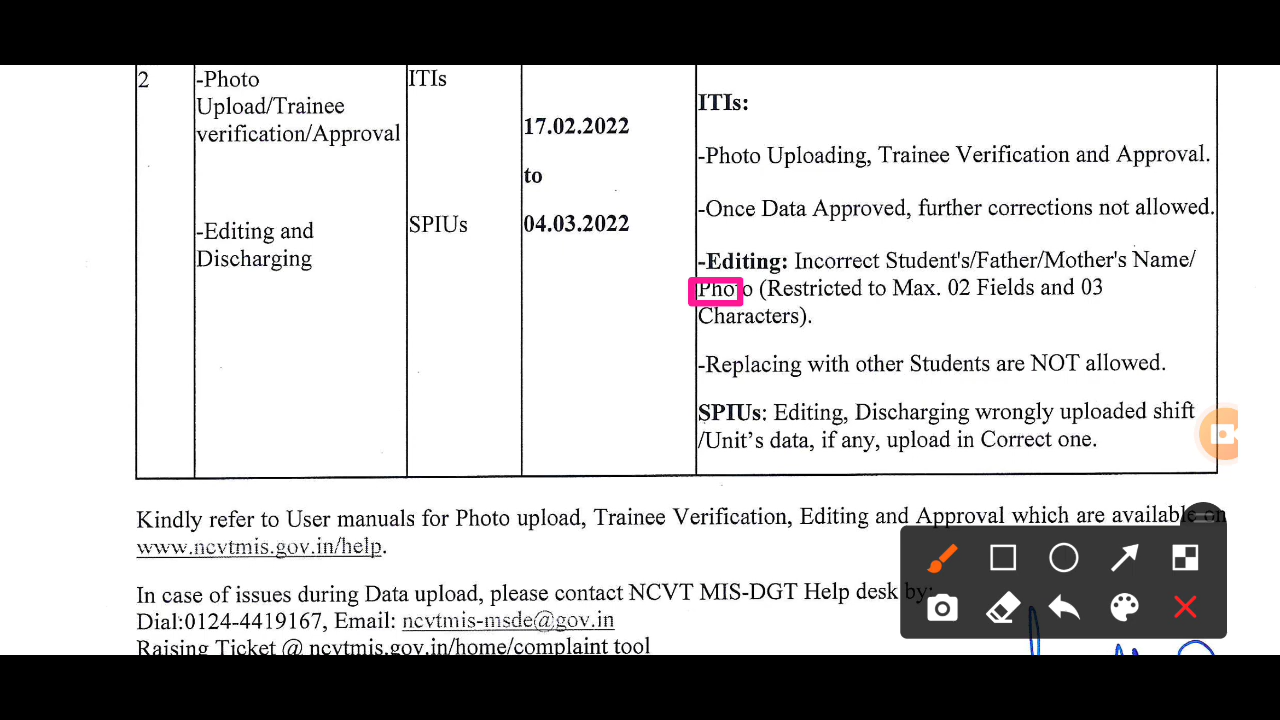 2
-Photo
Upload/Trainee
verification/Approval
-Editing and
Discharging
ITIs
SPIUs
17.02.2022
to
04.03.2022
ITIs:
-Photo Uploading, Trainee Verification and Approval.
-Once Data Approved, further corrections not allowed.
-Editing: Incorrect Student's/Father/Mother's Name/
Photo (Restricted to Max. 02 Fields and 03
Characters).
-Replacing with other Students are NOT allowed.
SPIUs: Editing, Discharging wrongly uploaded shift
/Unit's data, if any, upload in Correct one.
Kindly refer to User manuals for Photo upload, Trainee Verification, Editing and Approval which are available on
www.ncvtmis.gov.in/help.
In case of issues during Data upload, please contact NCVT MIS-DGT Help desk by:
Dial:0124-4419167, Email: ncvtmis-msde@gov.in
Raising Ticket @ ncvtmis.gov.in/home/complaint tool